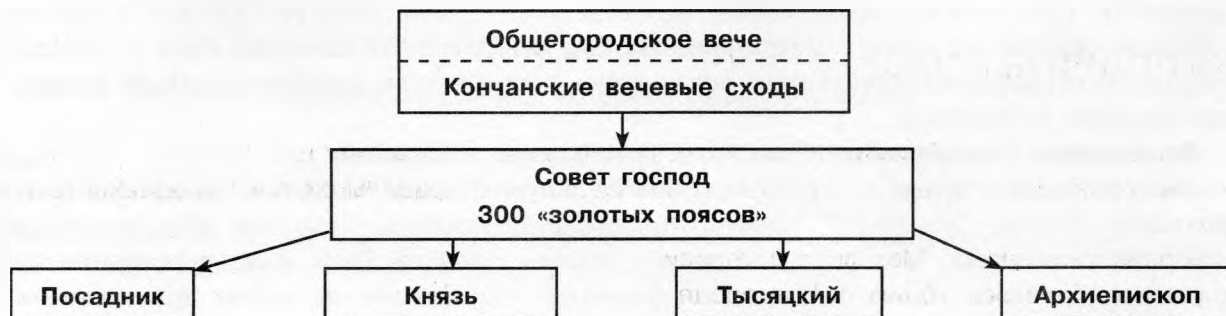 Общегородское вече
Кончанские вечевые сходы
Совет господ
300 «золотых поясов»
Посадник
Князь
Тысяцкий
Архиепископ